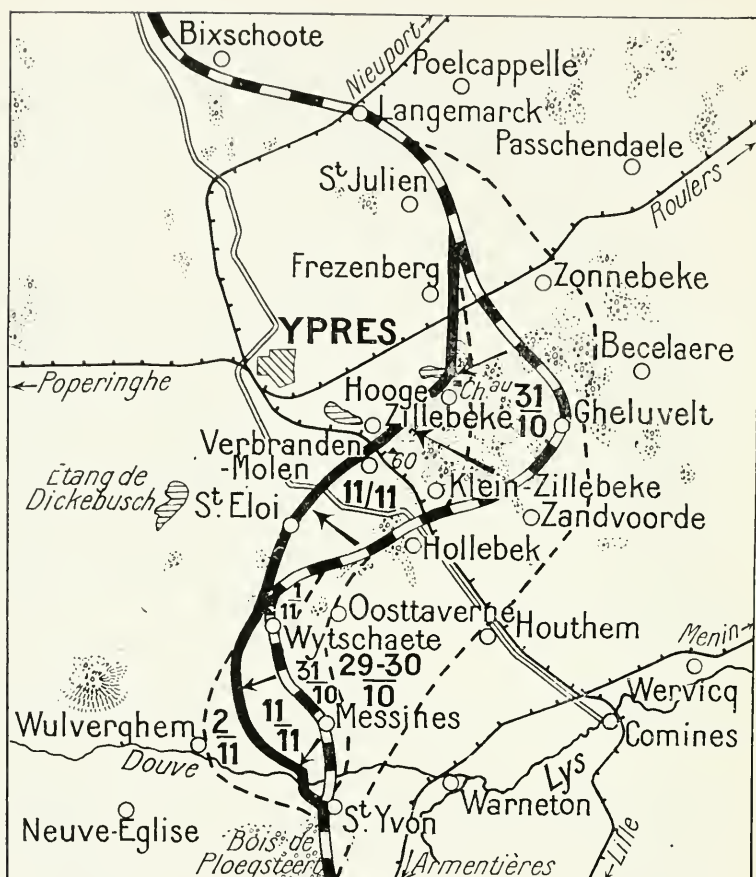 Bixschoote
Nieuport
Poelcappelle
Langemarck
Passchendaele
St Julien
Roulers
Frezenberg
Zonnebeke
YPRES
Becelaere
Poperinghe
Hooge
Chau
31
10
Zillebeke
Gheluvelt
Verbranden
-Molen
60
Etang de
Dickebusch
11/11
Klein-Zillebeke
St. Eloi
Zandvoorde
Hollebek
1
11
Oosttaverne
Wytschaete
Houthem
Menin
31
10
29-30
10
Wervicq
Messines
11
11
Wulverghem
2
11
Comines
Douve
Lys
Warneton
St. Yvon
Neuve-Eglise
Bois de
Ploegsteert
Armentières
Lille